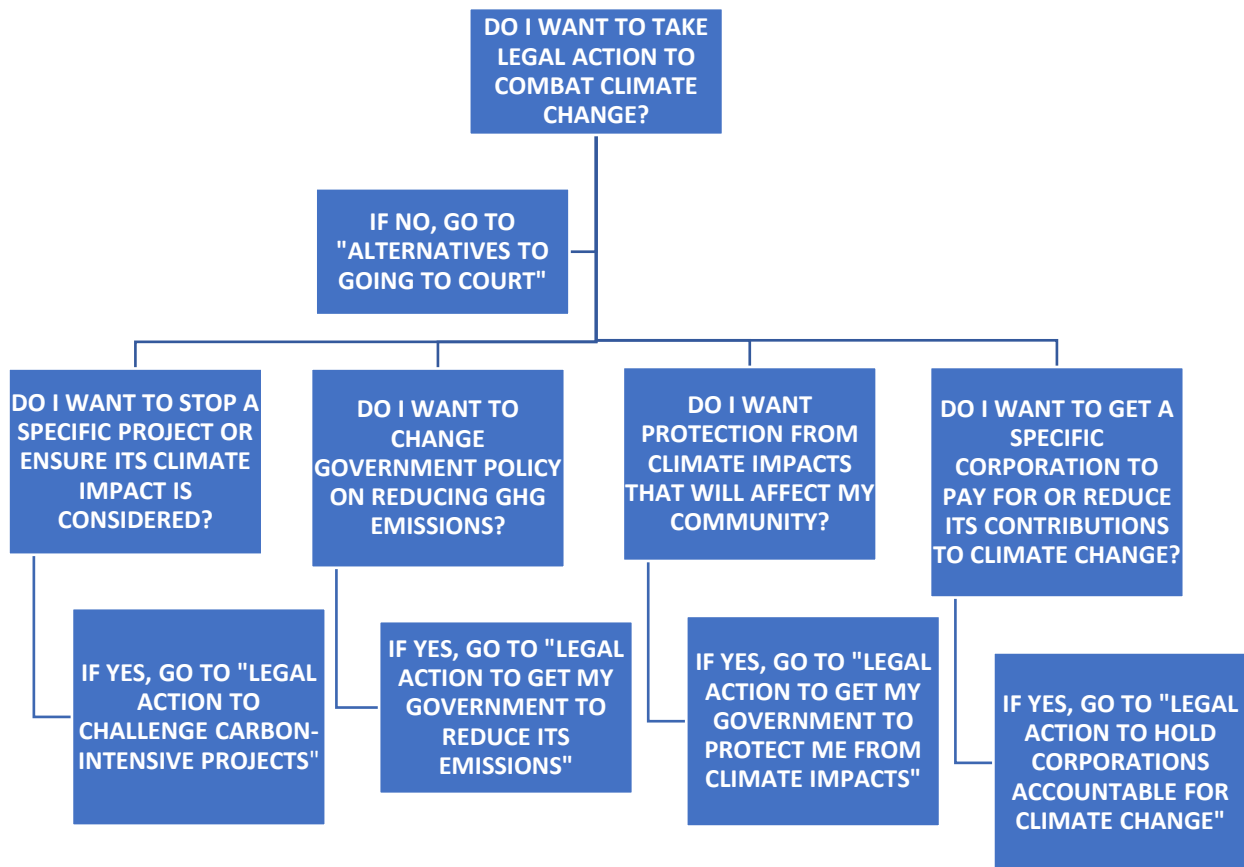 DO I WANT TO TAKE
LEGAL ACTION TO
COMBAT CLIMATE
CHANGE?
IF NO, GO TO
"ALTERNATIVES TO
GOING TO COURT"
DO I WANT TO STOP A
SPECIFIC PROJECT OR
ENSURE ITS CLIMATE
IMPACT IS
CONSIDERED?
DO I WANT TO
CHANGE
GOVERNMENT POLICY
ON REDUCING GHG
EMISSIONS?
DO I WANT
PROTECTION FROM
CLIMATE IMPACTS
THAT WILL AFFECT MY
COMMUNITY?
DO I WANT TO GET A
SPECIFIC
CORPORATION TO
PAY FOR OR REDUCE
ITS CONTRIBUTIONS
TO CLIMATE CHANGE?
IF YES, GO TO "LEGAL
ACTION TO
CHALLENGE CARBON-
INTENSIVE PROJECTS"
IF YES, GO TO "LEGAL
ACTION TO GET MY
GOVERNMENT TO
REDUCE ITS
EMISSIONS"
IF YES, GO TO "LEGAL
ACTION TO GET MY
GOVERNMENT TO
PROTECT ME FROM
CLIMATE IMPACTS"
IF YES, GO TO "LEGAL
ACTION TO HOLD
CORPORATIONS
ACCOUNTABLE FOR
CLIMATE CHANGE"